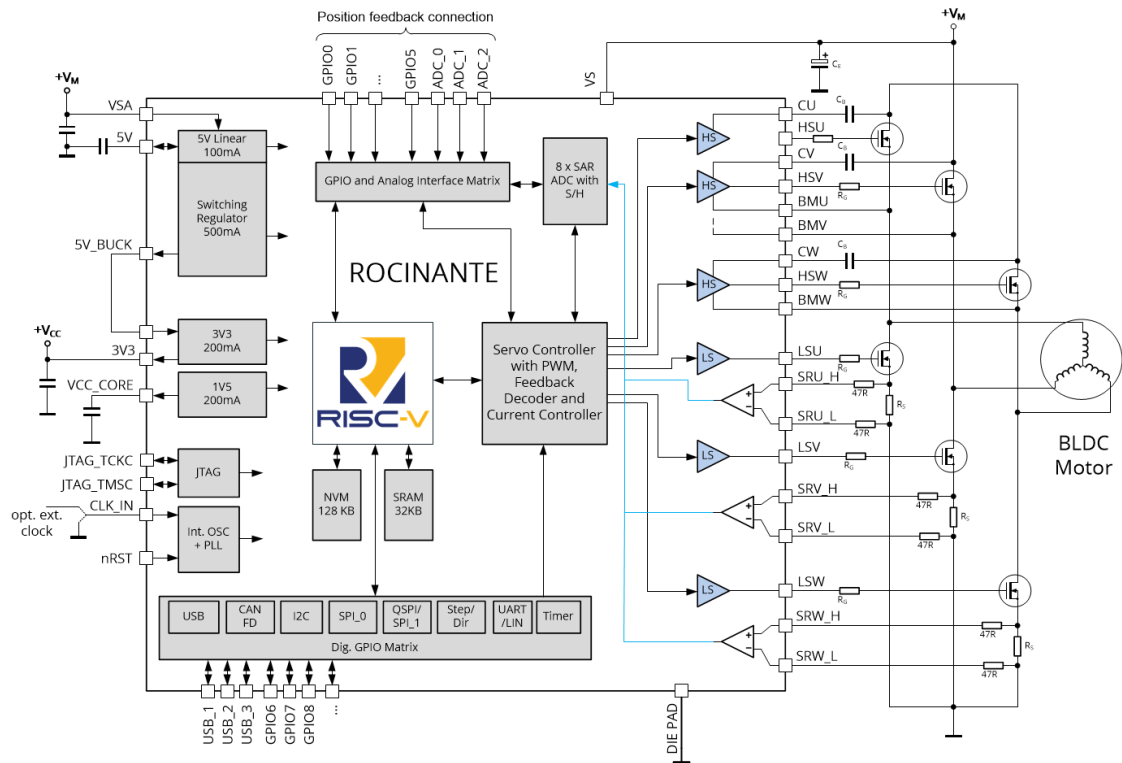 Position feedback connection
GPIO0
GPIO1
...
GPIO5
ADC_0
ADC_1
ADC_2
VS
+VM
CE
+VM
VSA
5V
5V Linear
100mA
Switching
Regulator
500mA
5V_BUCK
+VCC
3V3
3V3
200mA
VCC_CORE
1V5
200mA
JTAG_TCKC
JTAG_TMSC
JTAG
CLK_IN
opt. ext.
clock
nRST
Int. OSC
+ PLL
GPIO and Analog Interface Matrix
8 x SAR
ADC with
S/H
ROCINANTE
RISC-V
Servo Controller
with PWM,
Feedback
Decoder and
Current Controller
NVM
128 KB
SRAM
32KB
USB
CAN
FD
I2C
SPI_0
QSPI/
SPI_1
Step/
Dir
UART
/LIN
Timer
Dig. GPIO Matrix
USB_1
USB_2
USB_3
GPIO6
GPIO7
GPIO8
...
DIE PAD
HS
HS
HS
LS
LS
LS
CU
CB
HSU
CV
CB
HSV
RG
BMU
BMV
CW
CB
HSW
RG
BMW
LSU
RG
SRU_H
47R
RS
SRU_L
47R
LSV
RG
SRV_H
47R
RS
SRV_L
47R
LSW
RG
SRW_H
47R
RS
SRW_L
47R
BLDC
Motor